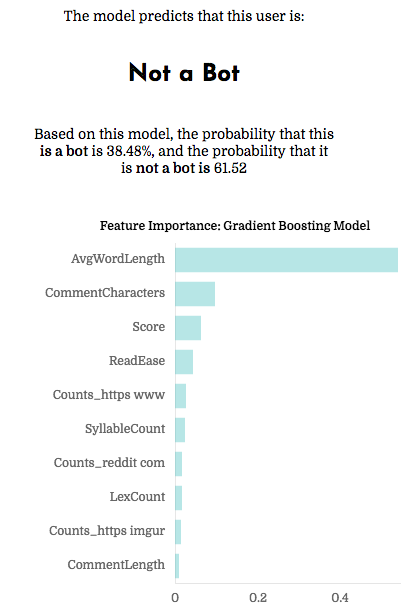 The model predicts that this user is:
Not a Bot
Based on this model, the probability that this
is a bot is 38.48%, and the probability that it
is not a bot is 61.52
Feature Importance: Gradient Boosting Model
AvgWordLength
CommentCharacters
Score
ReadEase
Counts_https www
SyllableCount
Counts_reddit com
LexCount
Counts_https imgur
CommentLength
0 0.2 0.4